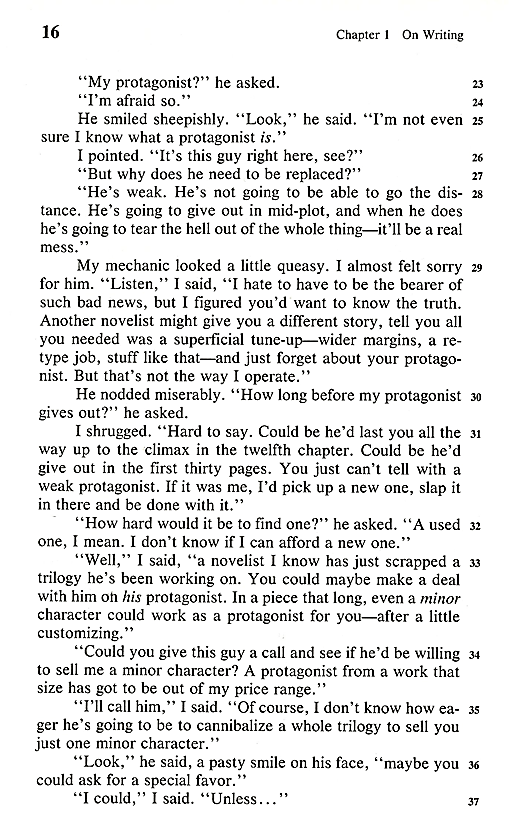 16 Chapter 1 On Writing
“My protagonist?” he asked. 23
“I’m afraid so.” 24
He smiled sheepishly. “Look,” he said. “I’m not even 25
sure I know what a protagonist is.”
I pointed. “It’s this guy right here, see?” 26
“But why does he need to be replaced?” 27
“He’s weak. He’s not going to be able to go the dis- 28
tance. He’s going to give out in mid-plot, and when he does
he’s going to tear the hell out of the whole thing—it’ll be a real
mess.”
My mechanic looked a little queasy. I almost felt sorry 29
for him. “Listen,” I said, “I hate to have to be the bearer of
such bad news, but I figured you’d want to know the truth.
Another novelist might give you a different story, tell you all
you needed was a superficial tune-up—wider margins, a re-
type job, stuff like that—and just forget about your protago-
nist. But that’s not the way I operate.”
He nodded miserably. “How long before my protagonist 30
gives out?” he asked.
I shrugged. “Hard to say. Could be he’d last you all the 31
way up to the climax in the twelfth chapter. Could be he’d
give out in the first thirty pages. You just can’t tell with a
weak protagonist. If it was me, I’d pick up a new one, slap it
in there and be done with it.”
“How hard would it be to find one?” he asked. “A used 32
one, I mean. I don’t know if I can afford a new one.”
“Well,” I said, “a novelist I know has just scrapped a 33
trilogy he’s been working on. You could maybe make a deal
with him on his protagonist. In a piece that long, even a minor
character could work as a protagonist for you—after a little
customizing.”
“Could you give this guy a call and see if he’d be willing 34
to sell me a minor character? A protagonist from a work that
size has got to be out of my price range.”
“I’ll call him,” I said. “Of course, I don’t know how ea- 35
ger he’s going to be to cannibalize a whole trilogy to sell you
just one minor character.”
“Look,” he said, a pasty smile on his face, “maybe you 36
could ask for a special favor.”
“I could,” I said. “Unless...” 37